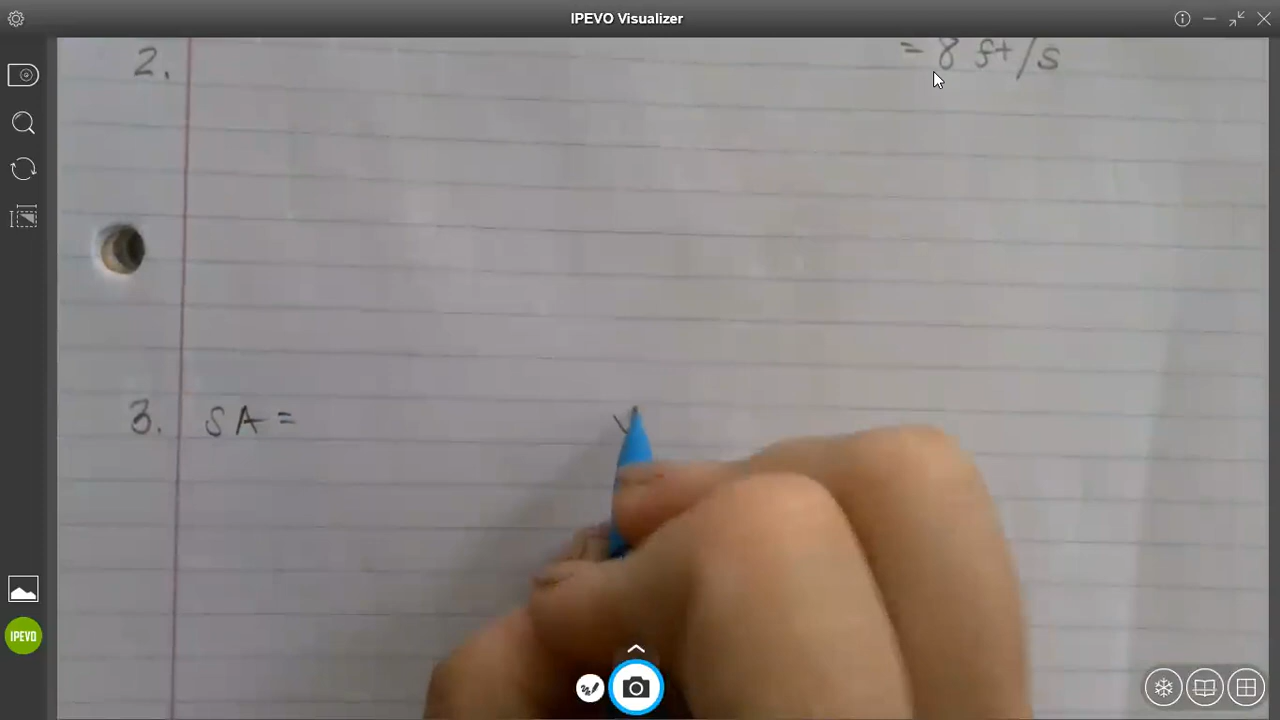 IPEVO Visualizer
= 8 ft/s
2.
3. SA = V
IPEVO